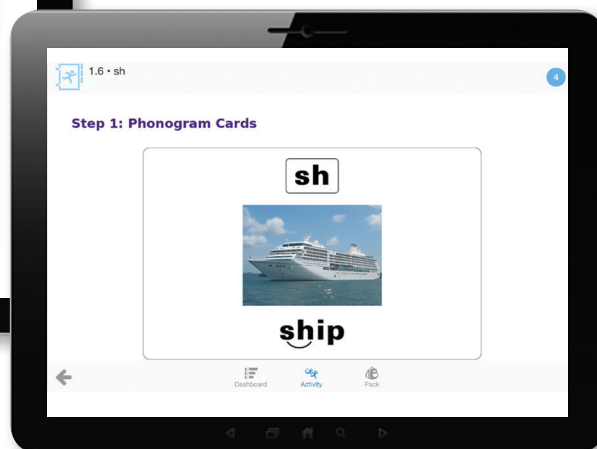 1.6 • sh
4
Step 1: Phonogram Cards
sh
ship
Dashboard
Activity
Pack